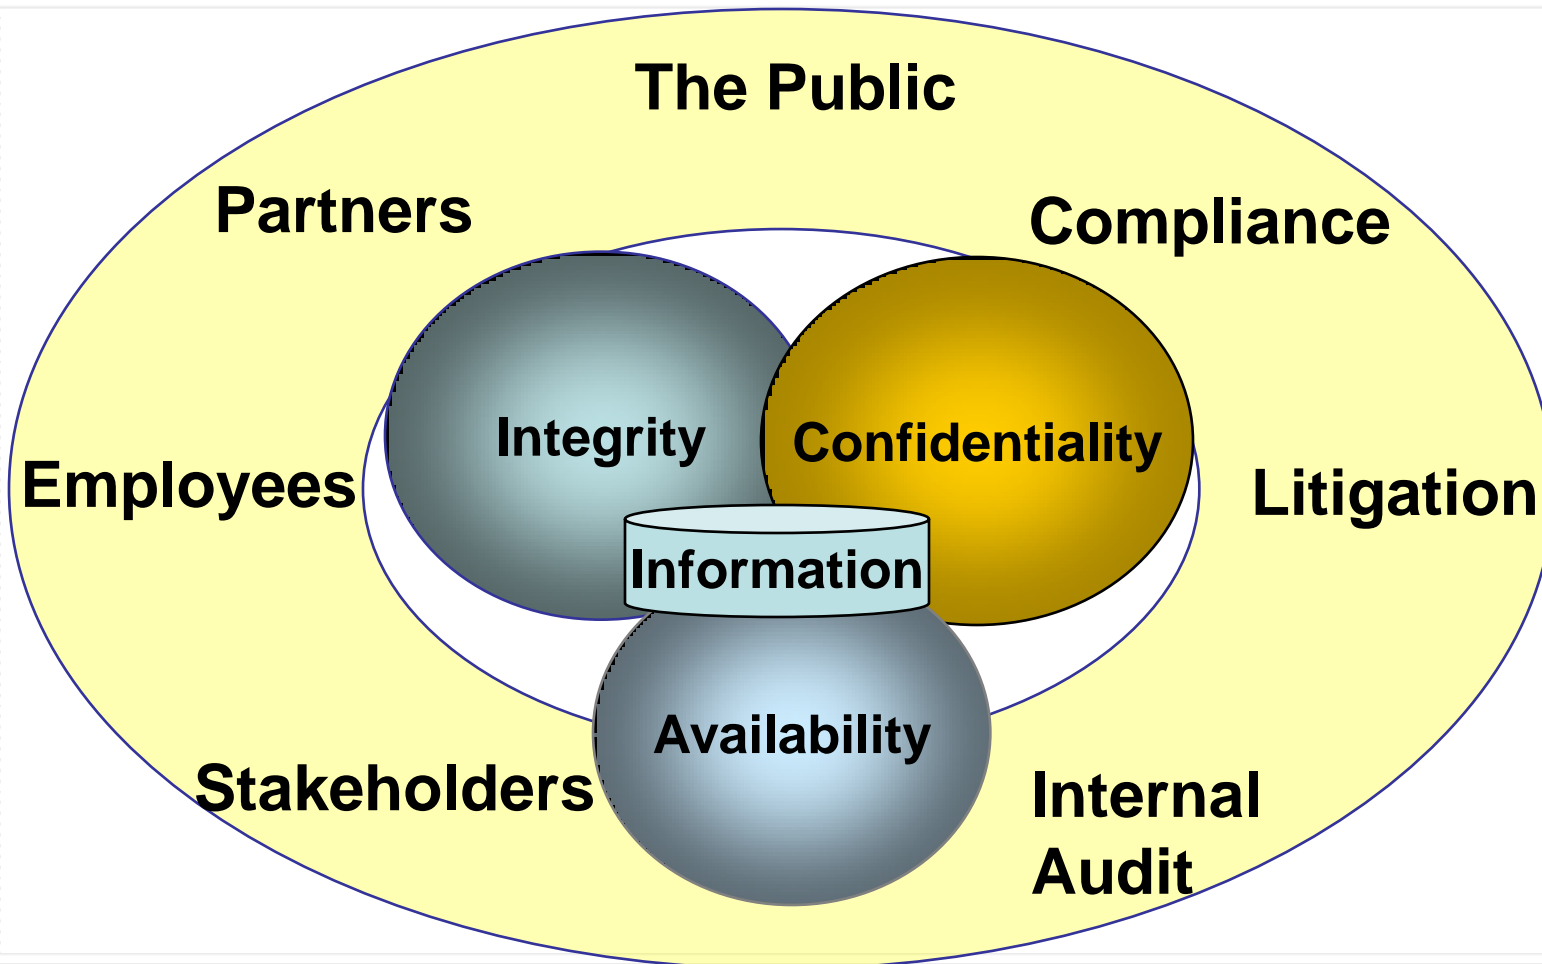 The Public
Partners
Compliance
Integrity
Confidentiality
Employees
Litigation
Information
Availability
Stakeholders
Internal
Audit